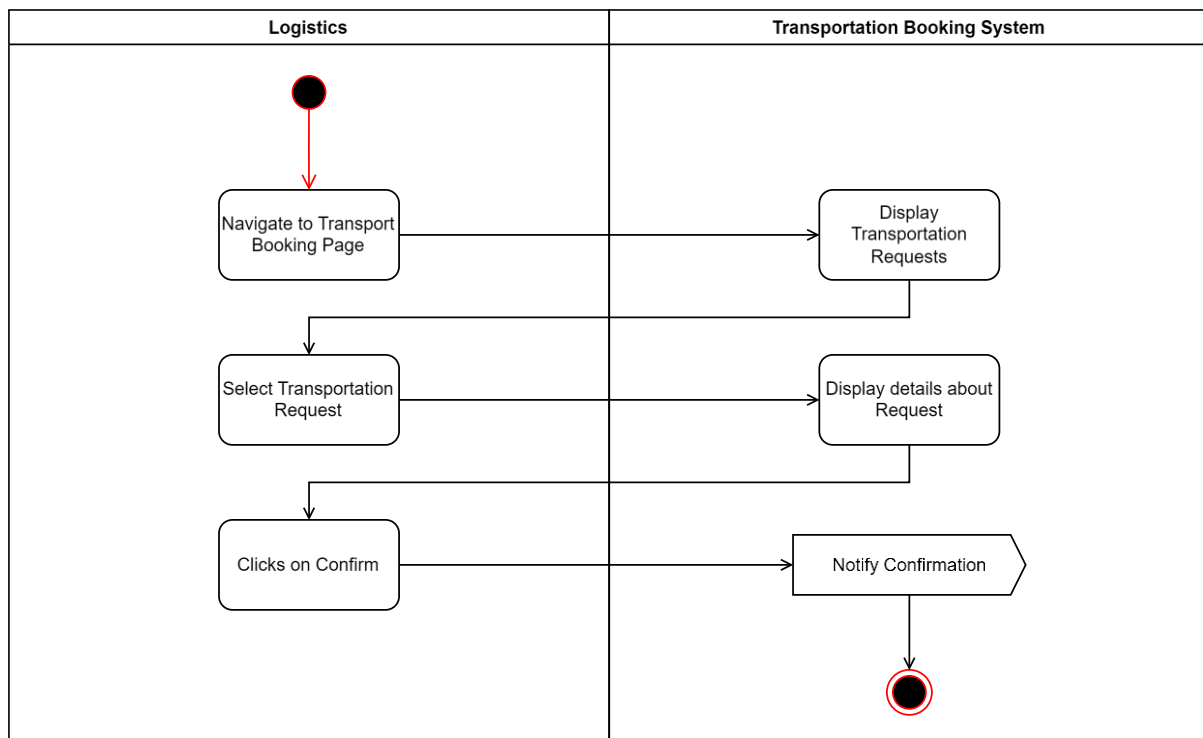 Logistics
Transportation Booking System
Navigate to Transport
Booking Page
Display
Transportation
Requests
Select Transportation
Request
Display details about
Request
Clicks on Confirm
Notify Confirmation